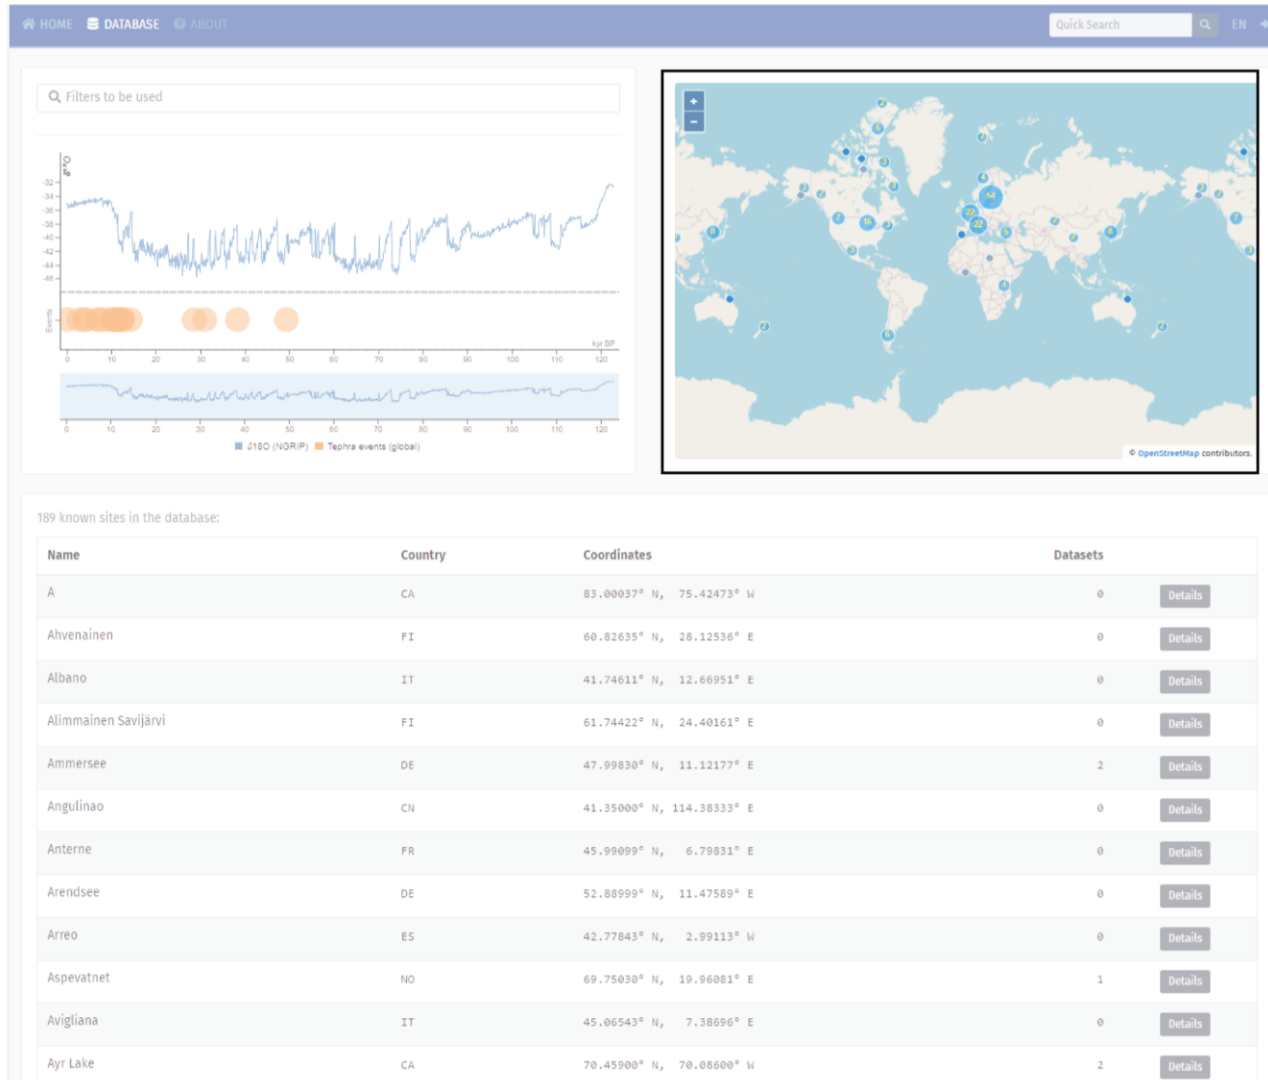 HOME DATABASE ABOUT Quick Search EN
Filters to be used
-32
-34
-36
-38
-40
-42
-44
-46
Events
kyr BP
0 10 20 30 40 50 60 70 80 90 100 110 120
0 10 20 30 40 50 60 70 80 90 100 110 120
δ18O (NGRIP) Tephra events (global)
+
−
© OpenStreetMap contributors.
189 known sites in the database:
Name Country Coordinates Datasets
A CA 83.00037° N, 75.42473° W 0 Details
Ahvenainen FI 60.82635° N, 28.12536° E 0 Details
Albano IT 41.74611° N, 12.66951° E 0 Details
Alimmainen Savijärvi FI 61.74422° N, 24.40161° E 0 Details
Ammersee DE 47.99830° N, 11.12177° E 2 Details
Angulinao CN 41.35000° N, 114.38333° E 0 Details
Anterne FR 45.99099° N, 6.79831° E 0 Details
Arendsee DE 52.88999° N, 11.47589° E 0 Details
Arreo ES 42.77843° N, 2.99113° W 0 Details
Aspevatnet NO 69.75030° N, 19.96081° E 1 Details
Avigliana IT 45.06543° N, 7.38696° E 0 Details
Ayr Lake CA 70.45900° N, 70.08600° W 2 Details